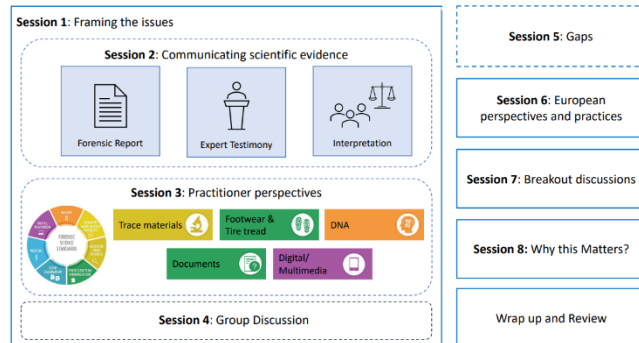 Session 1: Framing the issues
Session 2: Communicating scientific evidence
Forensic Report
Expert Testimony
Interpretation
Session 3: Practitioner perspectives
FORENSIC
SCIENCE
STANDARDS
Trace materials
Footwear &
Tire tread
DNA
Documents
Digital/
Multimedia
Session 4: Group Discussion
Session 5: Gaps
Session 6: European
perspectives and practices
Session 7: Breakout discussions
Session 8: Why this Matters?
Wrap up and Review